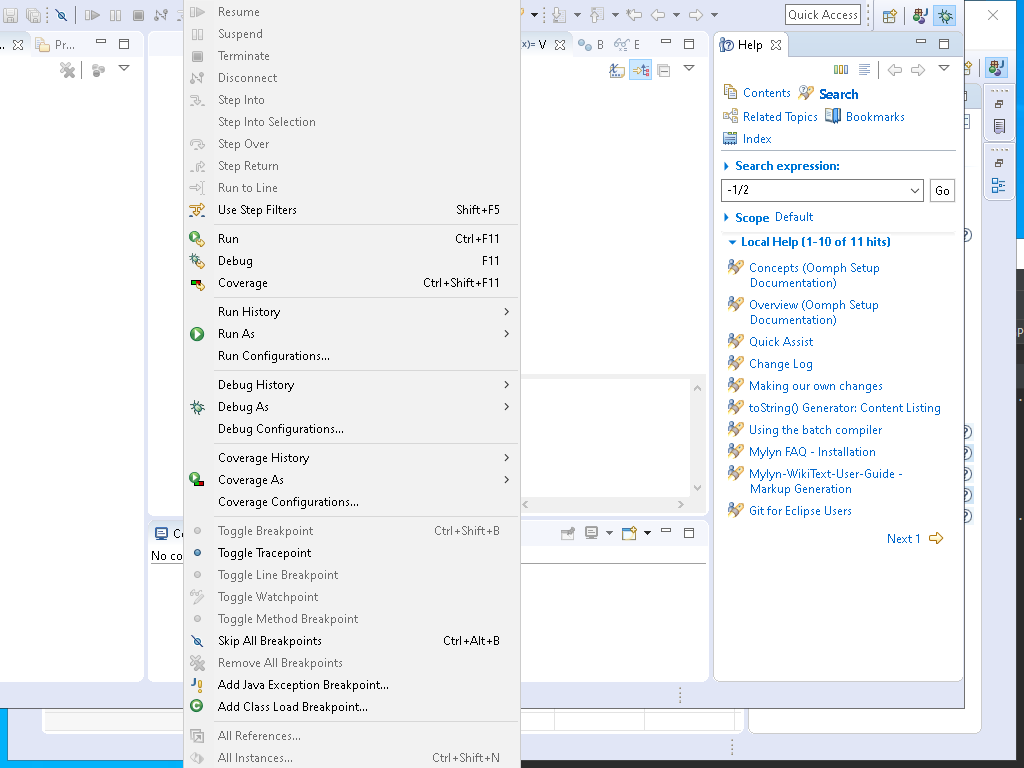 Quick Access
Pr...
V
B
E
Help
Contents
Search
Related Topics
Bookmarks
Index
Search expression:
-1/2
Go
Scope Default
Local Help (1-10 of 11 hits)
Concepts (Oomph Setup
Documentation)
Overview (Oomph Setup
Documentation)
Quick Assist
Change Log
Making our own changes
toString() Generator: Content Listing
Using the batch compiler
Mylyn FAQ - Installation
Mylyn-WikiText-User-Guide -
Markup Generation
Git for Eclipse Users
Next 1
Resume
Suspend
Terminate
Disconnect
Step Into
Step Into Selection
Step Over
Step Return
Run to Line
Use Step Filters Shift+F5
Run Ctrl+F11
Debug F11
Coverage Ctrl+Shift+F11
Run History
Run As
Run Configurations...
Debug History
Debug As
Debug Configurations...
Coverage History
Coverage As
Coverage Configurations...
Toggle Breakpoint Ctrl+Shift+B
Toggle Tracepoint
Toggle Line Breakpoint
Toggle Watchpoint
Toggle Method Breakpoint
Skip All Breakpoints Ctrl+Alt+B
Remove All Breakpoints
Add Java Exception Breakpoint...
Add Class Load Breakpoint...
All References...
All Instances... Ctrl+Shift+N
No co